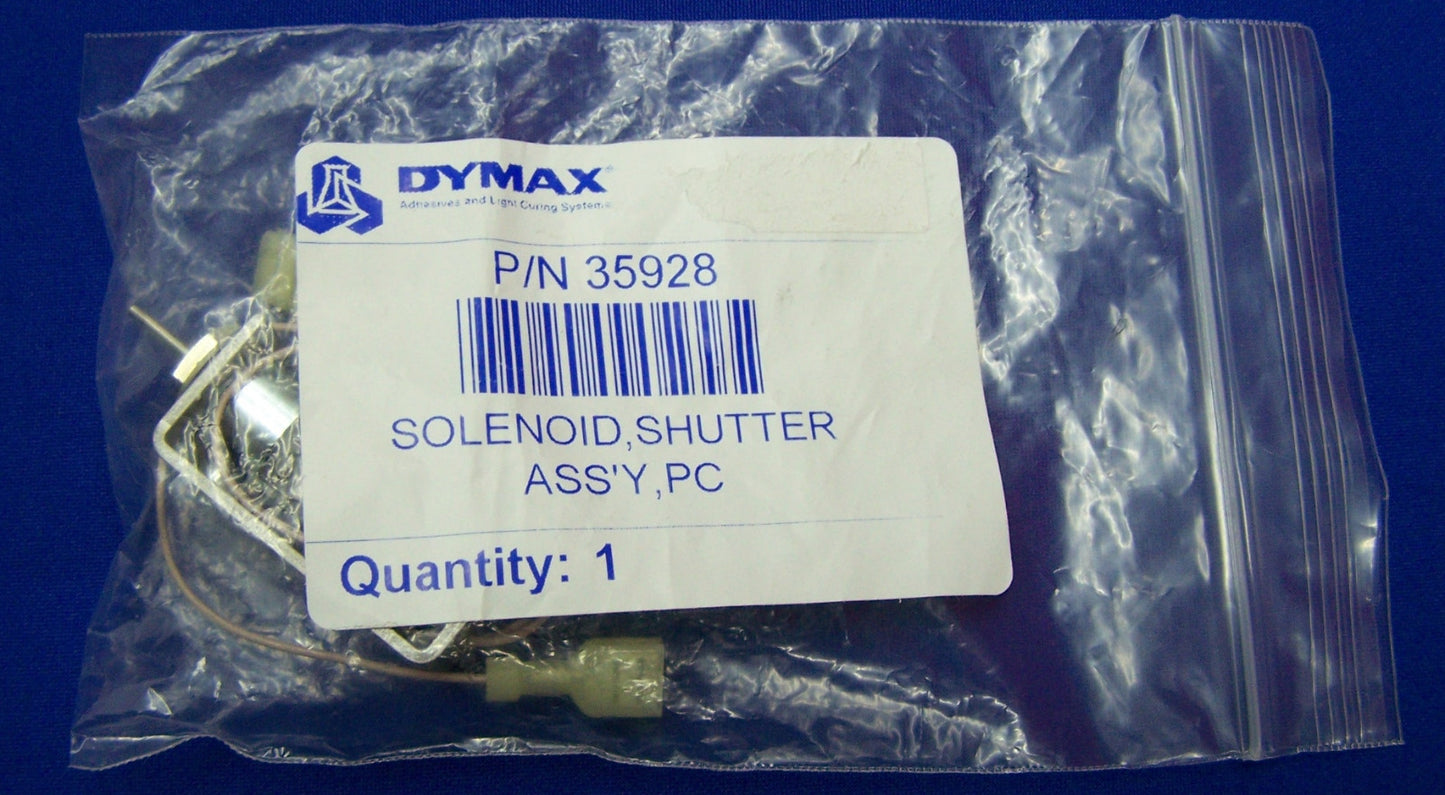 DYMAX®
Adhesives and Light Curing Systems
P/N 35928
SOLENOID,SHUTTER
ASS'Y,PC
Quantity: 1